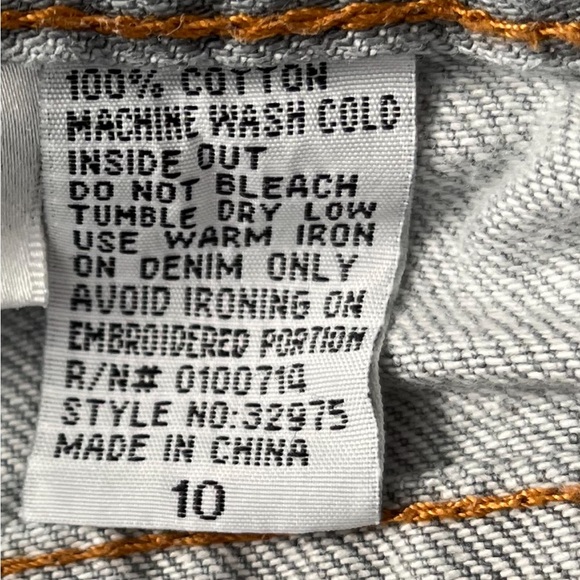 100% COTTON
MACHINE WASH COLD
INSIDE OUT
DO NOT BLEACH
TUMBLE DRY LOW
USE WARM IRON
ON DENIM ONLY
AVOID IRONING ON
EMBROIDERED PORTION
R/N# 0100714
STYLE NO:32975
MADE IN CHINA
10